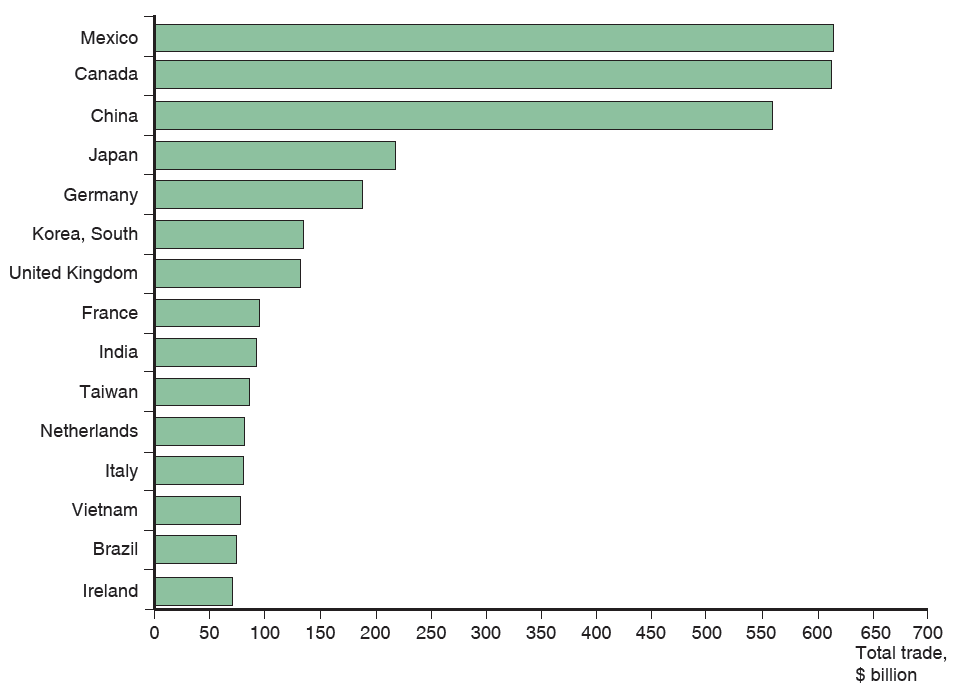 Mexico
Canada
China
Japan
Germany
Korea, South
United Kingdom
France
India
Taiwan
Netherlands
Italy
Vietnam
Brazil
Ireland
0 50 100 150 200 250 300 350 400 450 500 550 600 650 700
Total trade,
$ billion